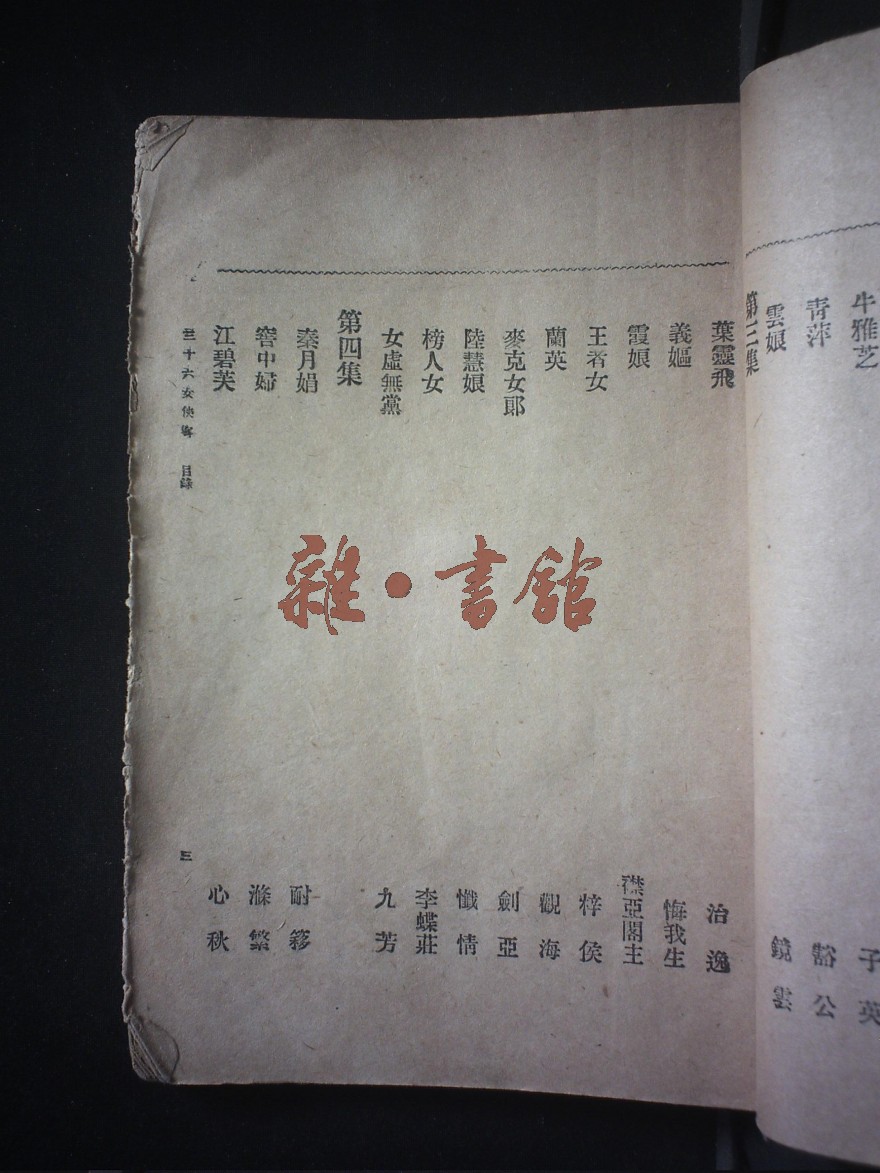 牛雅芝 子英
青萍 豁公
雲娘 鏡雲
第三集
葉靈飛 冶逸
義嫗 悔我生
霞娘 襟亞閣主
王者女 梓侯
蘭英 觀海
麥克女郎 劍亞
陸慧娘 懺情
榜人女 李蝶莊
女虛無黨 九芳
第四集
秦月娟 耐簃
窖中婦 滌繁
江碧芙 心秋
三十六女俠客 目錄 三
雜·書館